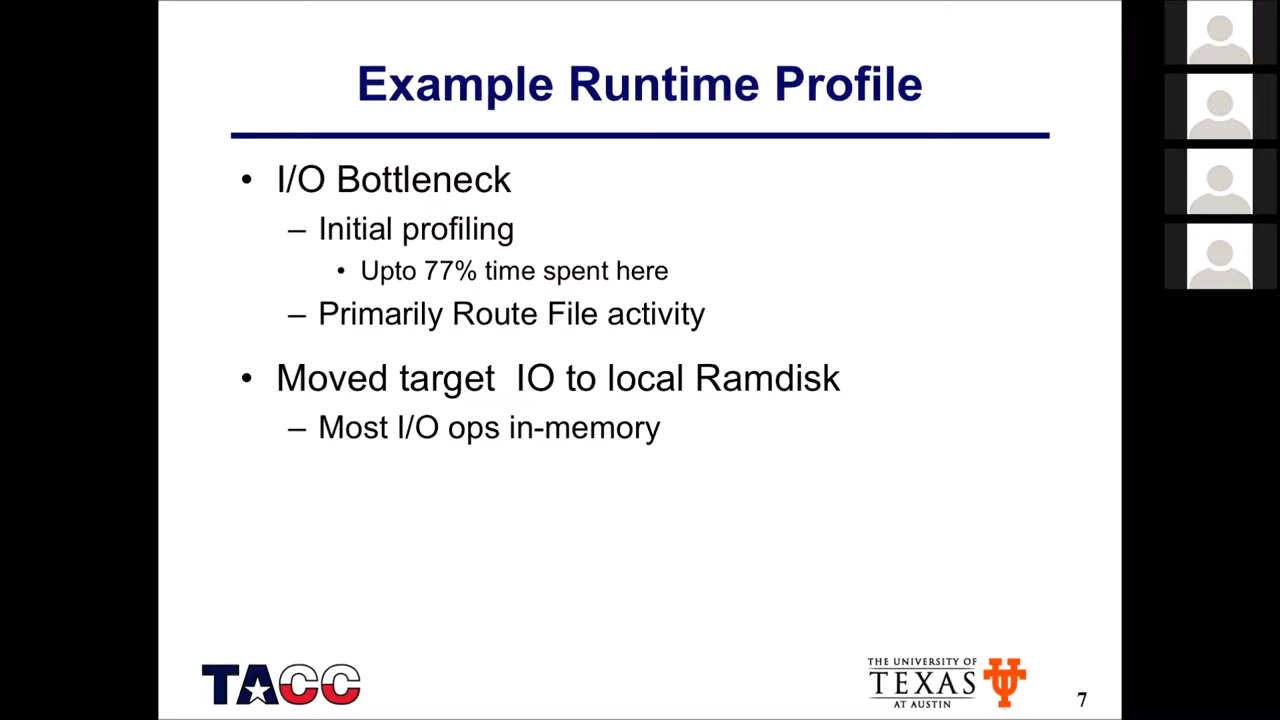 Example Runtime Profile
• I/O Bottleneck
– Initial profiling
• Upto 77% time spent here
– Primarily Route File activity
• Moved target IO to local Ramdisk
– Most I/O ops in-memory
TACC
THE UNIVERSITY OF
TEXAS
AT AUSTIN
7